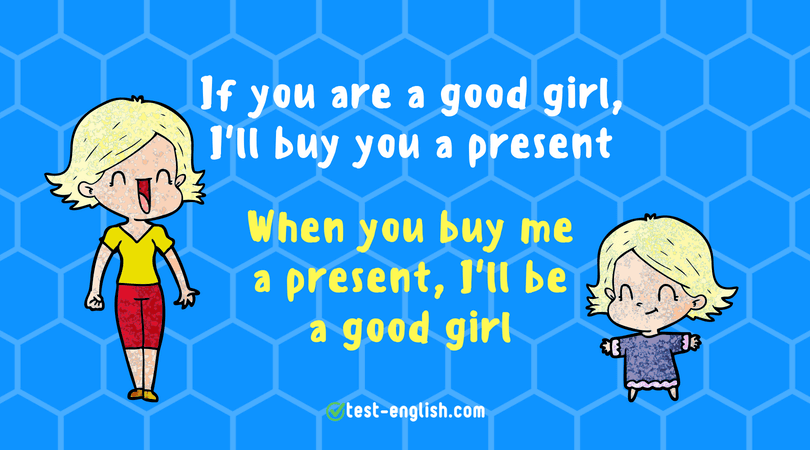 If you are a good girl,
I'll buy you a present
When you buy me
a present, I'll be
a good girl
test-english.com